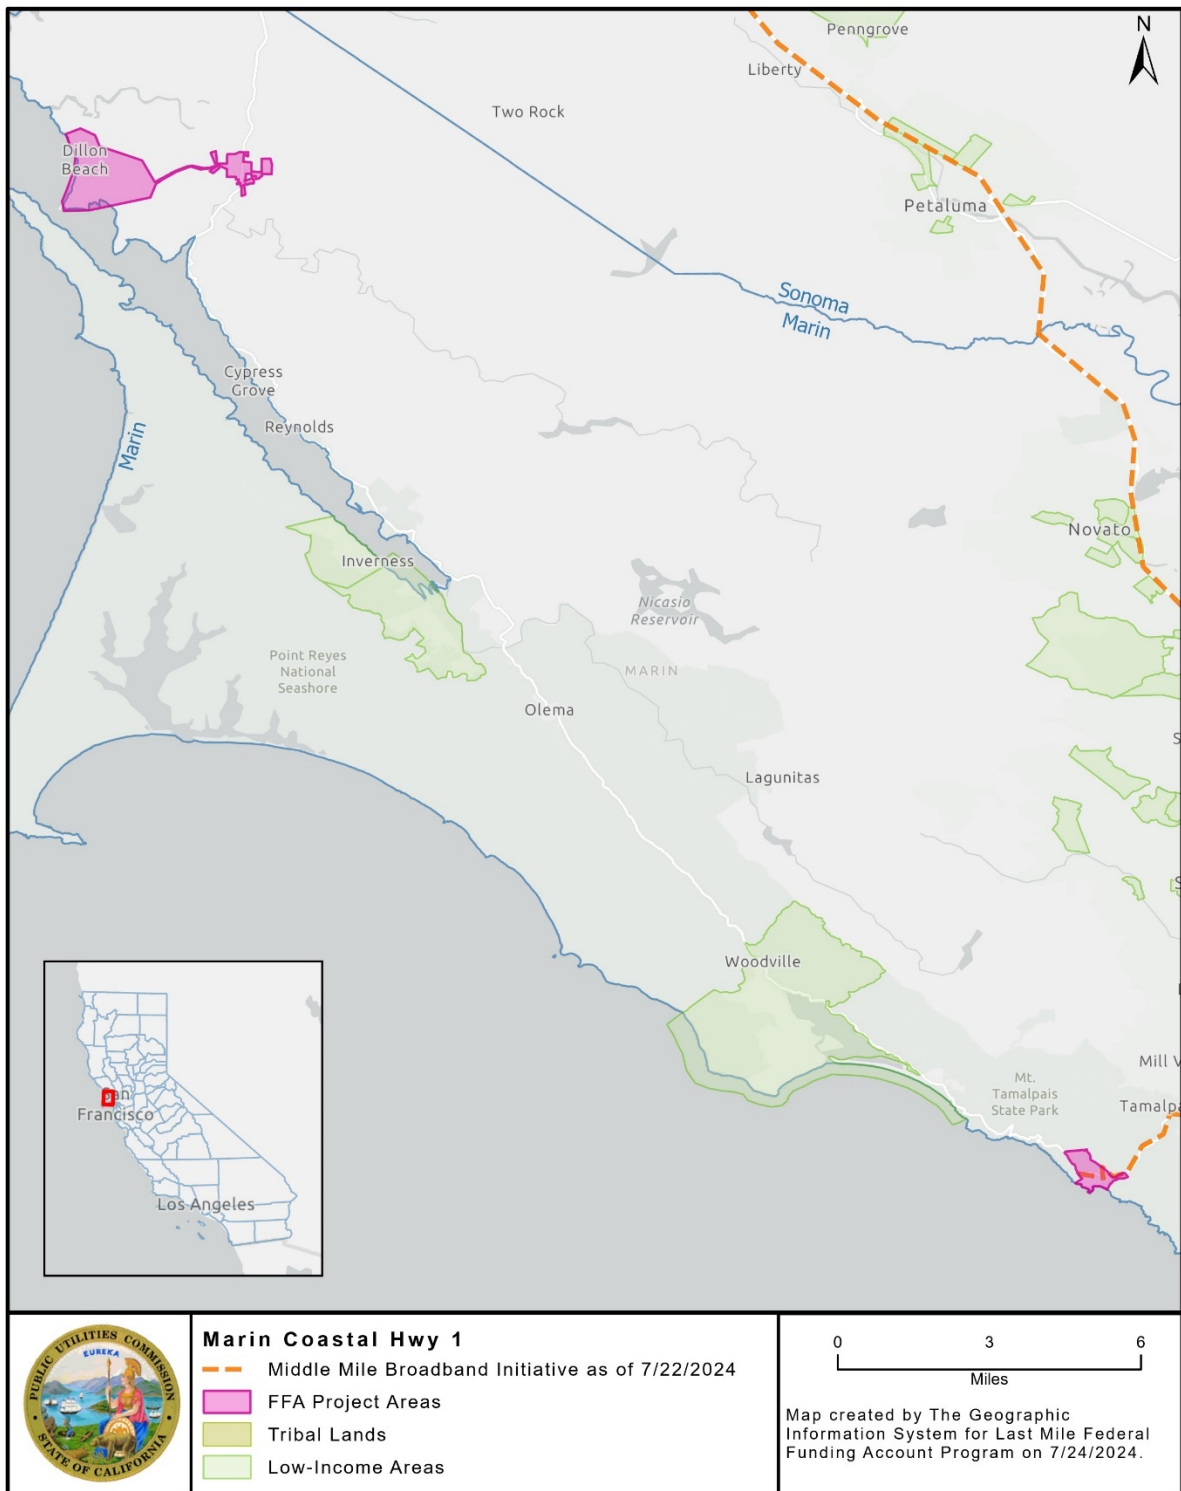 Penngrove
N
Liberty
Two Rock
Dillon
Beach
Petaluma
Sonoma
Marin
Cypress
Grove
Reynolds
Marin
Novato
Inverness
Nicasio
Reservoir
Point Reyes
National
Seashore
MARIN
Olema
S
Lagunitas
S
Woodville
Mill V
Mt.
Tamalpais
State Park
Tamalpa
San
Francisco
Los Angeles
PUBLIC UTILITIES COMMISSION
EUREKA
STATE OF CALIFORNIA
Marin Coastal Hwy 1
Middle Mile Broadband Initiative as of 7/22/2024
FFA Project Areas
Tribal Lands
Low-Income Areas
0 3 6
Miles
Map created by The Geographic
Information System for Last Mile Federal
Funding Account Program on 7/24/2024.